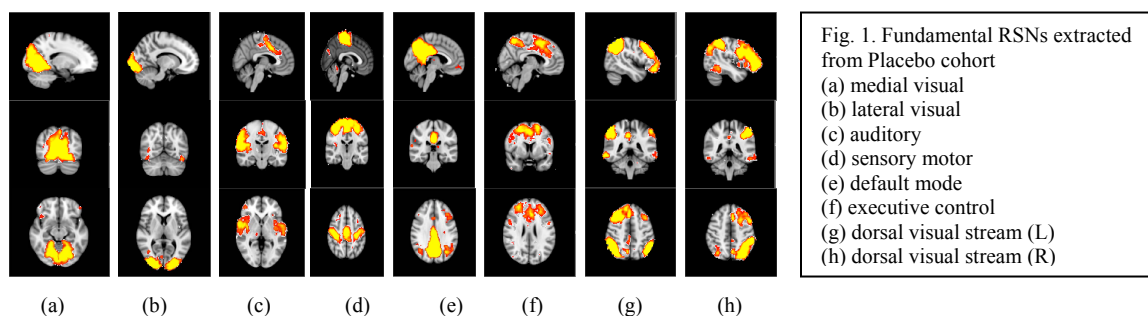 Fig. 1. Fundamental RSNs extracted
from Placebo cohort
(a) medial visual
(b) lateral visual
(c) auditory
(d) sensory motor
(e) default mode
(f) executive control
(g) dorsal visual stream (L)
(h) dorsal visual stream (R)
(a) (b) (c) (d) (e) (f) (g) (h)